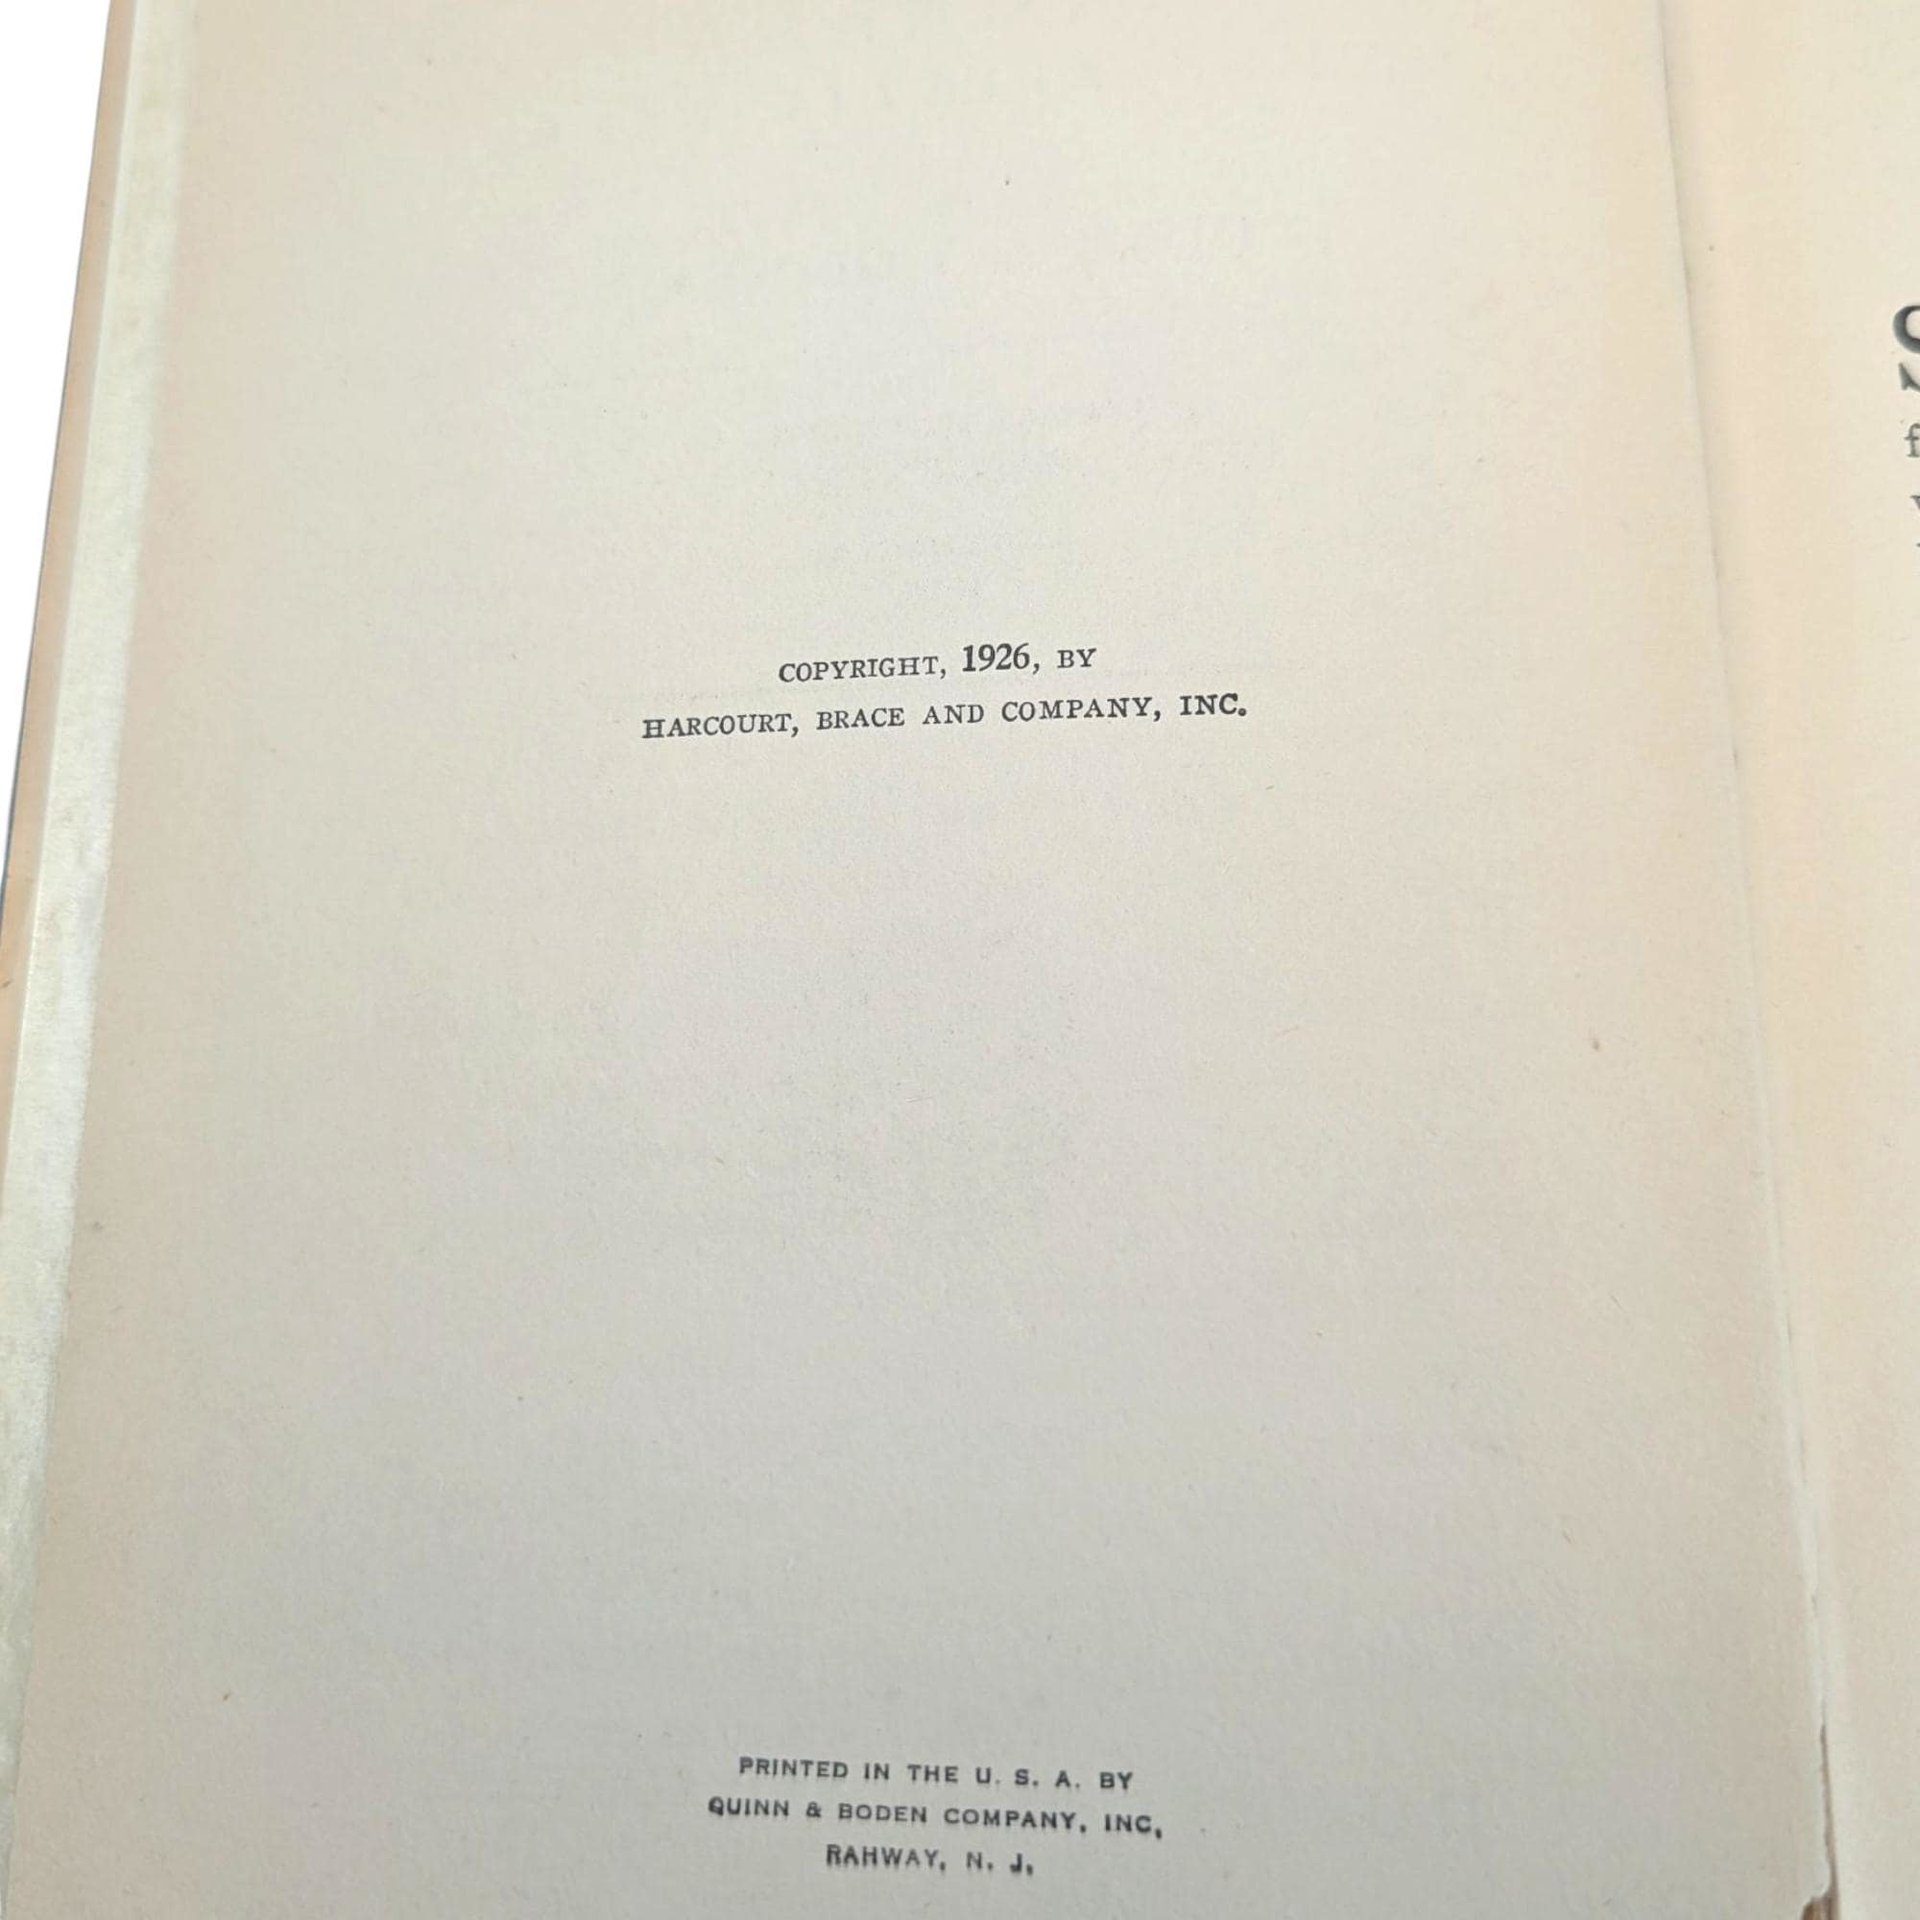 COPYRIGHT, 1926, BY
HARCOURT, BRACE AND COMPANY, INC.
PRINTED IN THE U. S. A. BY
QUINN & BODEN COMPANY, INC,
RAHWAY, N. J,
S
f